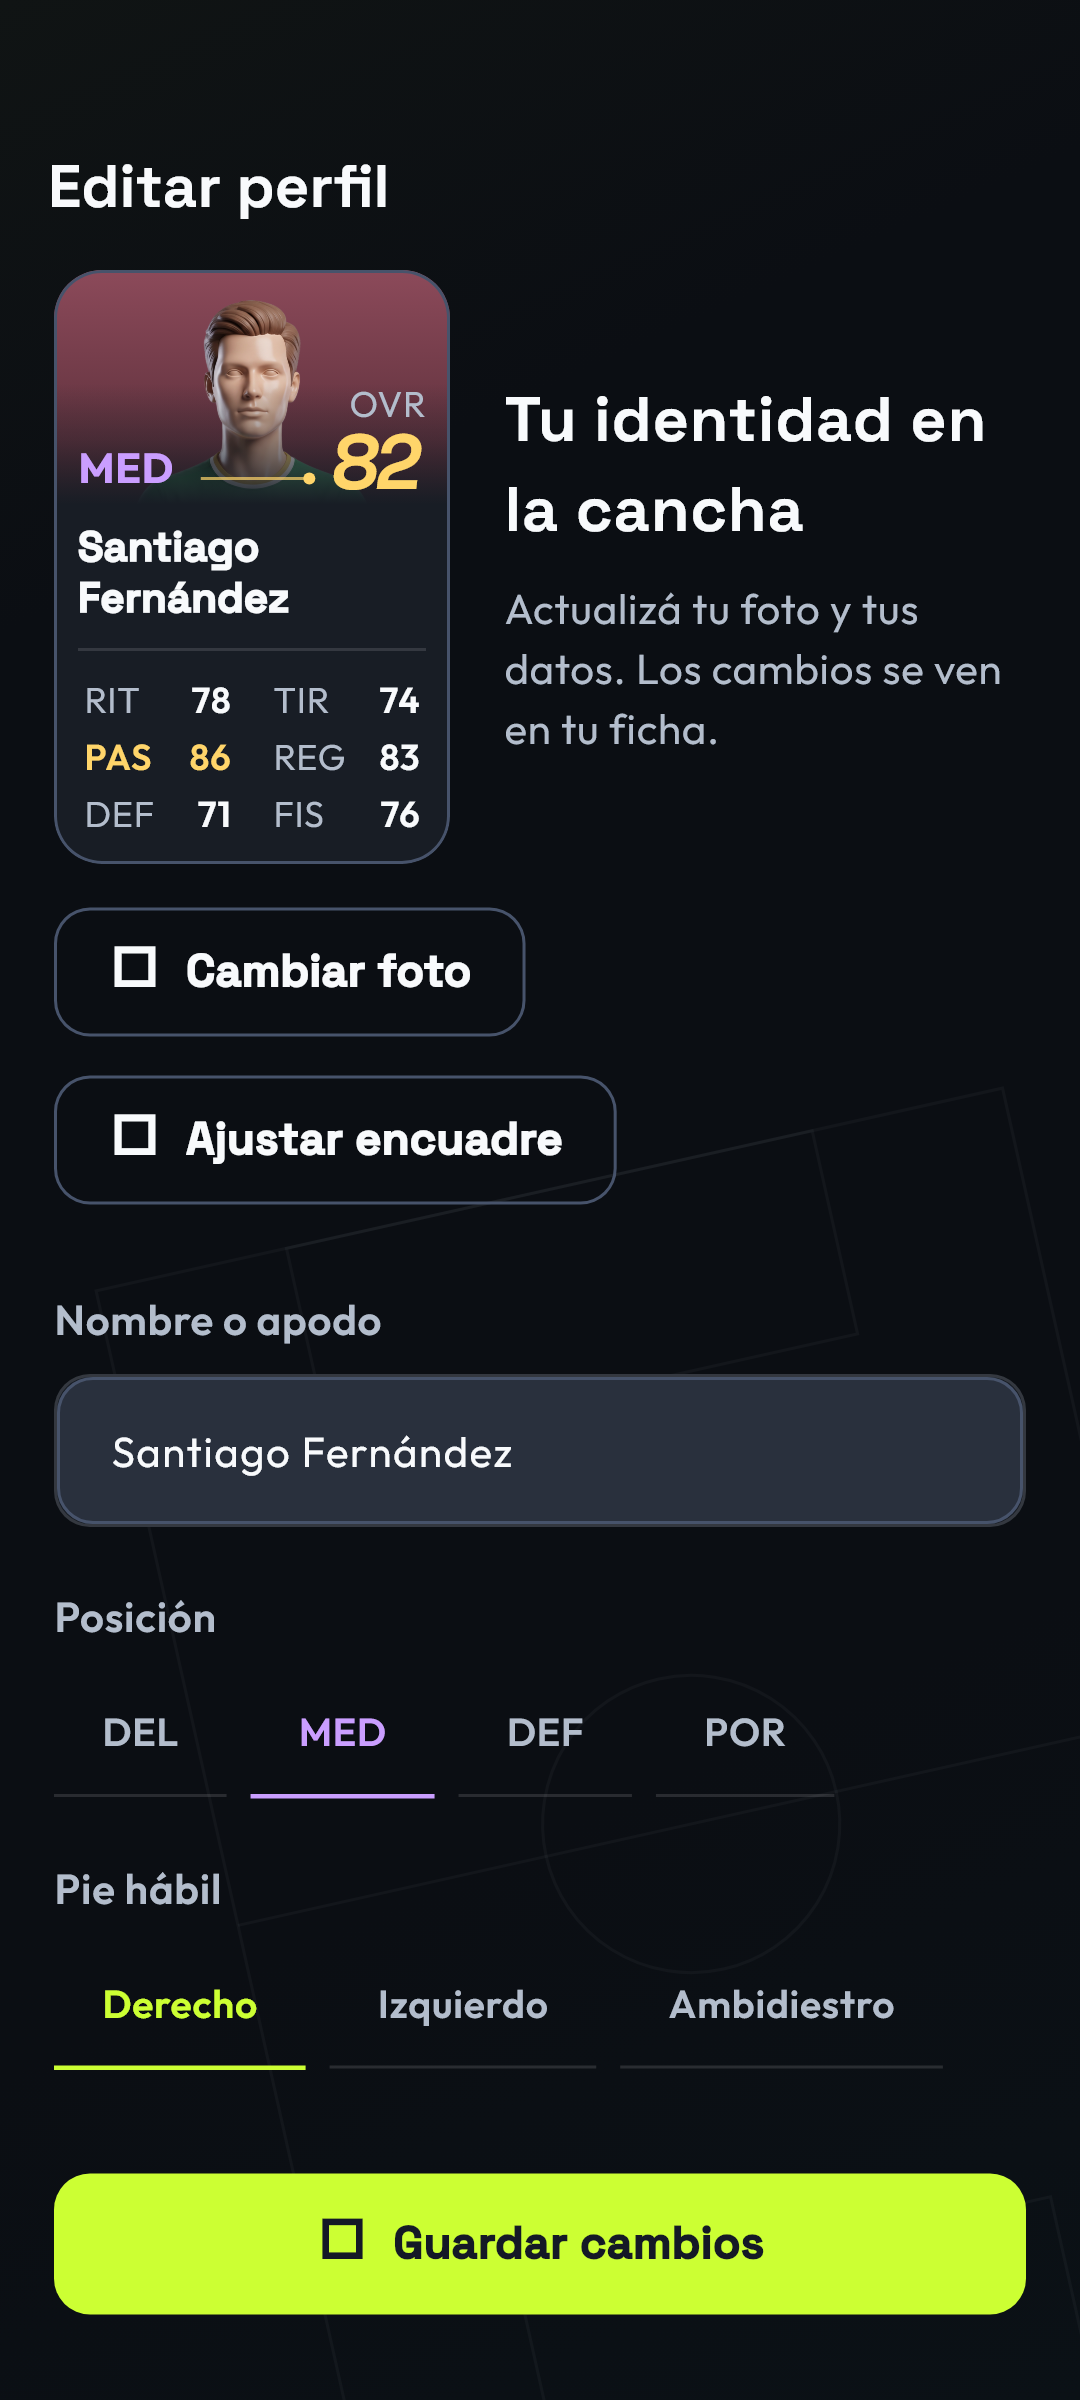 Editar perfil
OVR
MED
82
Santiago
Fernández
RIT 78 TIR 74
PAS 86 REG 83
DEF 71 FIS 76
Tu identidad en
la cancha
Actualizá tu foto y tus
datos. Los cambios se ven
en tu ficha.
Cambiar foto
Ajustar encuadre
Nombre o apodo
Santiago Fernández
Posición
DEL MED DEF POR
Pie hábil
Derecho Izquierdo Ambidiestro
Guardar cambios